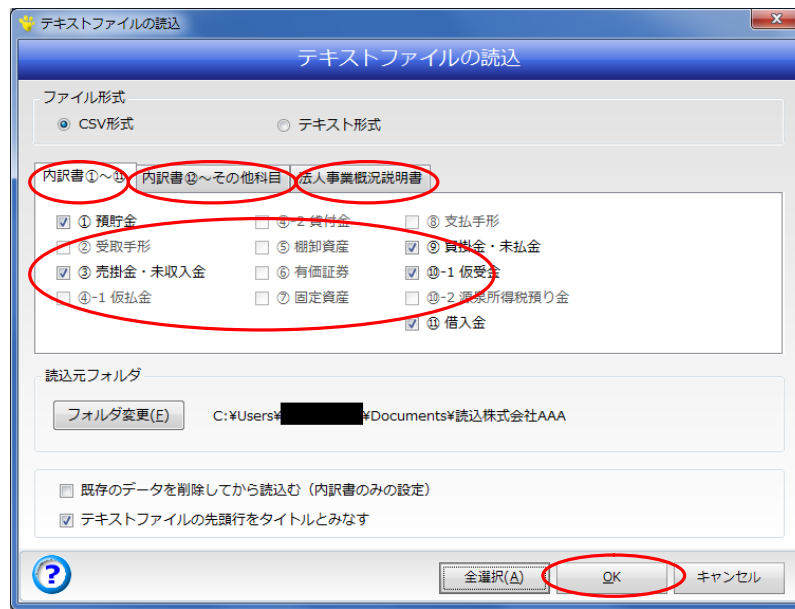 テキストファイルの読込
テキストファイルの読込
ファイル形式
CSV形式 テキスト形式
内訳書①～⑪ 内訳書⑫～その他科目 法人事業概況説明書
① 預貯金 ④-2 貸付金 ⑧ 支払手形
② 受取手形 ⑤ 棚卸資産 ⑨ 買掛金・未払金
③ 売掛金・未収入金 ⑥ 有価証券 ⑩-1 仮受金
④-1 仮払金 ⑦ 固定資産 ⑩-2 源泉所得税預り金
⑪ 借入金
読込元フォルダ
フォルダ変更(F) C:¥Users¥ ¥Documents¥読込株式会社AAA
既存のデータを削除してから読込む（内訳書のみの設定）
テキストファイルの先頭行をタイトルとみなす
? 全選択(A) OK キャンセル